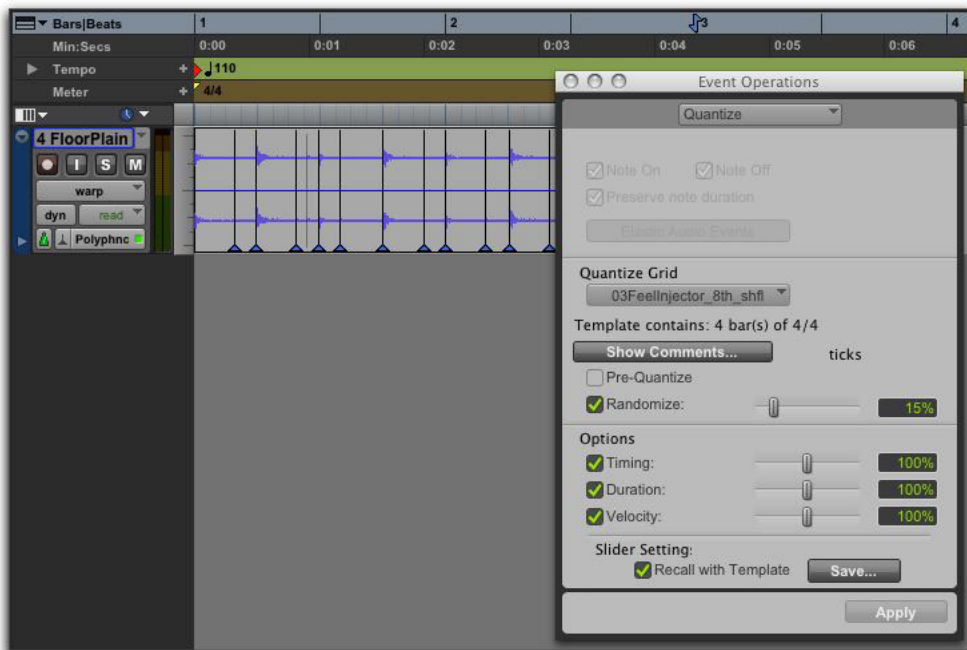 Bars|Beats 1 2 3 4
Min:Secs 0:00 0:01 0:02 0:03 0:04 0:05 0:06
Tempo + 110
Meter + 4/4
4 FloorPlain
I S M
warp
dyn read
Polyphnc
Event Operations
Quantize
Note On Note Off
Preserve note duration
Elastic Audio Events
Quantize Grid
03FeelInjector_8th_shfl
Template contains: 4 bar(s) of 4/4
Show Comments... ticks
Pre-Quantize
Randomize: 15%
Options
Timing: 100%
Duration: 100%
Velocity: 100%
Slider Setting:
Recall with Template Save...
Apply